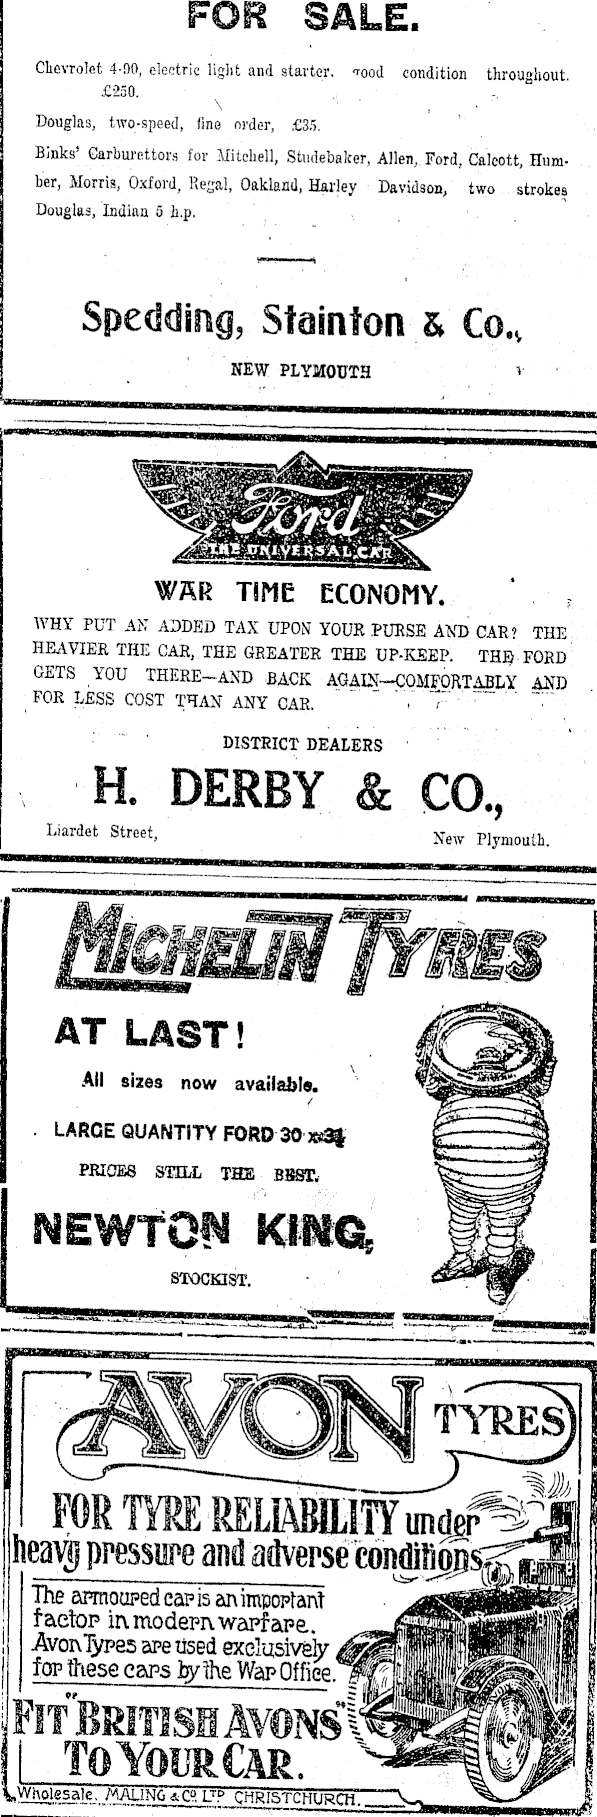 FOR SALE.
Chevrolet 4-90, electric light and starter. good condition throughout.
£250.
Douglas, two-speed, fine order, £35.
Binks' Carburettors for Mitchell, Studebaker, Allen, Ford, Calcott, Hum-
ber, Morris, Oxford, Regal, Oakland, Harley Davidson, two strokes
Douglas, Indian 5 h.p.
Spedding, Stainton & Co.,
NEW PLYMOUTH
Ford
THE UNIVERSAL CAR
WAR TIME ECONOMY.
WHY PUT AN ADDED TAX UPON YOUR PURSE AND CAR? THE
HEAVIER THE CAR, THE GREATER THE UP-KEEP. THE FORD
GETS YOU THERE—AND BACK AGAIN—COMFORTABLY AND
FOR LESS COST THAN ANY CAR.
DISTRICT DEALERS
H. DERBY & CO.,
Liardet Street, New Plymouth.
MICHELIN TYRES
AT LAST!
All sizes now available.
LARGE QUANTITY FORD 30 x 3½
PRICES STILL THE BEST.
NEWTON KING,
STOCKIST.
AVON TYRES
FOR TYRE RELIABILITY under
heavy pressure and adverse conditions.
The armoured car is an important
factor in modern warfare.
Avon Tyres are used exclusively
for these cars by the War Office.
FIT "BRITISH AVONS"
TO YOUR CAR.
Wholesale. MALING & Co. LTD CHRISTCHURCH.